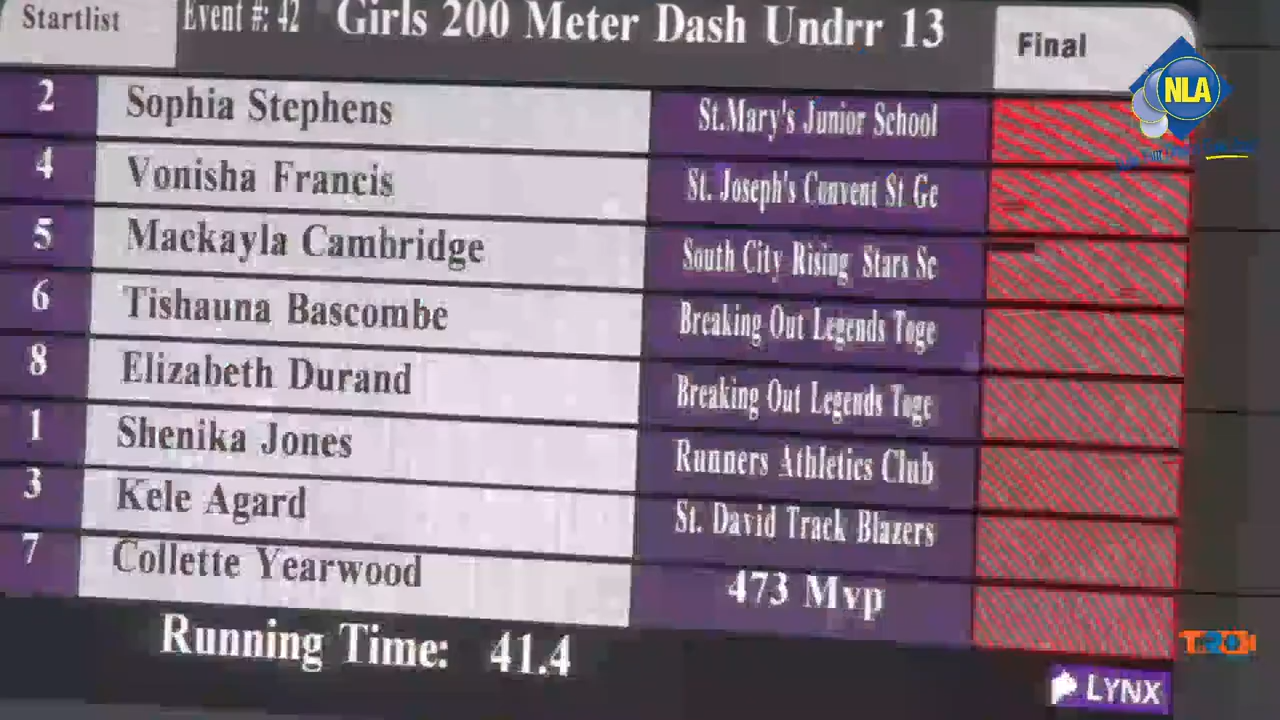 Startlist Event #: 42 Girls 200 Meter Dash Undrr 13 Final
2 Sophia Stephens St.Mary's Junior School
4 Vonisha Francis St. Joseph's Convent St Ge
5 Mackayla Cambridge South City Rising Stars Sc
6 Tishauna Bascombe Breaking Out Legends Toge
8 Elizabeth Durand Breaking Out Legends Toge
1 Shenika Jones Runners Athletics Club
3 Kele Agard St. David Track Blazers
7 Collette Yearwood 473 Mvp
Running Time: 41.4
LYNX
NLA